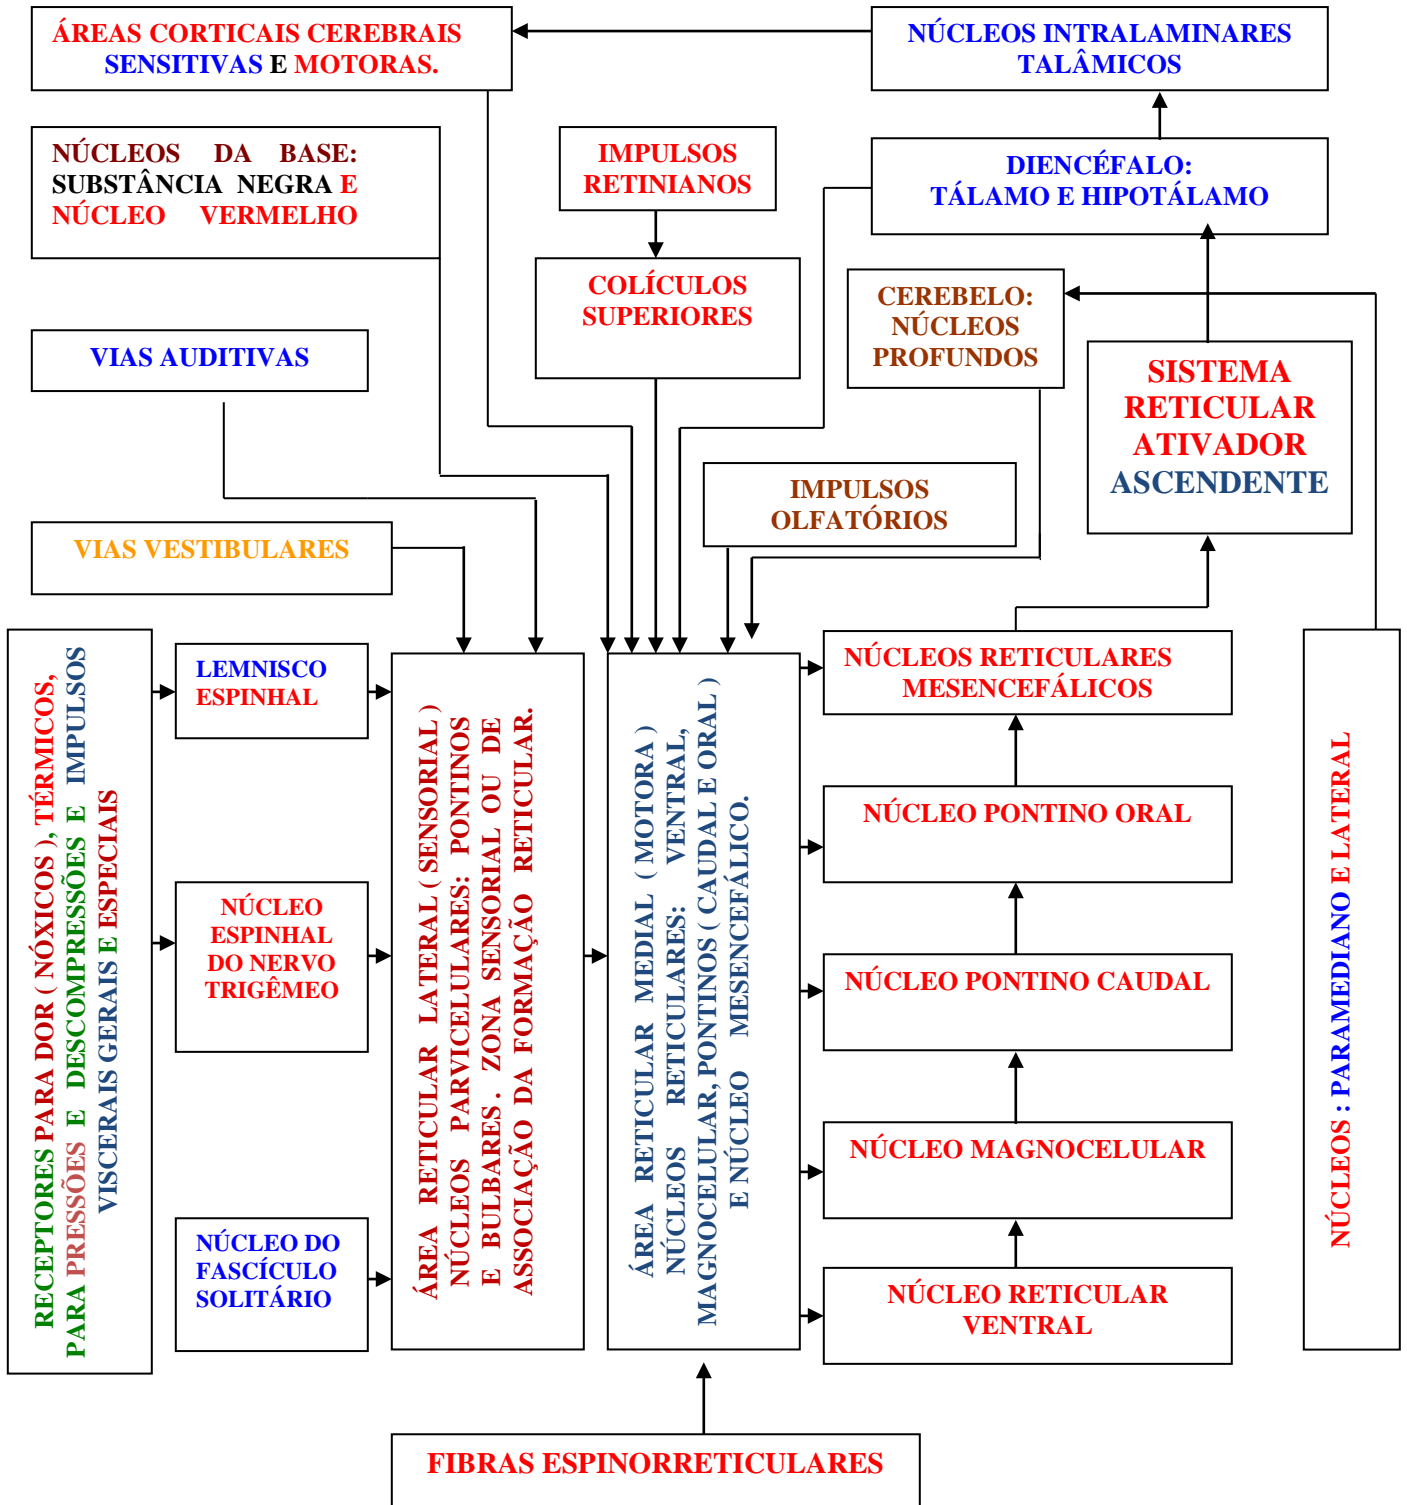 ÁREAS CORTICAIS CEREBRAIS
SENSITIVAS E MOTORAS.
NÚCLEOS INTRALAMINARES
TALÂMICOS
NÚCLEOS DA BASE:
SUBSTÂNCIA NEGRA E
NÚCLEO VERMELHO
IMPULSOS
RETINIANOS
DIENCÉFALO:
TÁLAMO E HIPOTÁLAMO
COLÍCULOS
SUPERIORES
CEREBELO:
NÚCLEOS
PROFUNDOS
VIAS AUDITIVAS
SISTEMA
RETICULAR
ATIVADOR
ASCENDENTE
IMPULSOS
OLFATÓRIOS
VIAS VESTIBULARES
RECEPTORES PARA DOR ( NÓXICOS ), TÉRMICOS,
PARA PRESSÕES E DESCOMPRESSÕES E IMPULSOS
VISCERAIS GERAIS E ESPECIAIS
LEMNISCO
ESPINHAL
NÚCLEO
ESPINHAL
DO NERVO
TRIGÊMEO
NÚCLEO DO
FASCÍCULO
SOLITÁRIO
ÁREA RETICULAR LATERAL ( SENSORIAL )
NÚCLEOS PARVICELULARES: PONTINOS
E BULBARES. ZONA SENSORIAL OU DE
ASSOCIAÇÃO DA FORMAÇÃO RETICULAR.
ÁREA RETICULAR MEDIAL ( MOTORA )
NÚCLEOS RETICULARES: VENTRAL,
MAGNOCELULAR, PONTINOS ( CAUDAL E ORAL )
E NÚCLEO MESENCEFÁLICO.
NÚCLEOS RETICULARES
MESENCEFÁLICOS
NÚCLEO PONTINO ORAL
NÚCLEO PONTINO CAUDAL
NÚCLEO MAGNOCELULAR
NÚCLEO RETICULAR
VENTRAL
NÚCLEOS : PARAMEDIANO E LATERAL
FIBRAS ESPINORRETICULARES